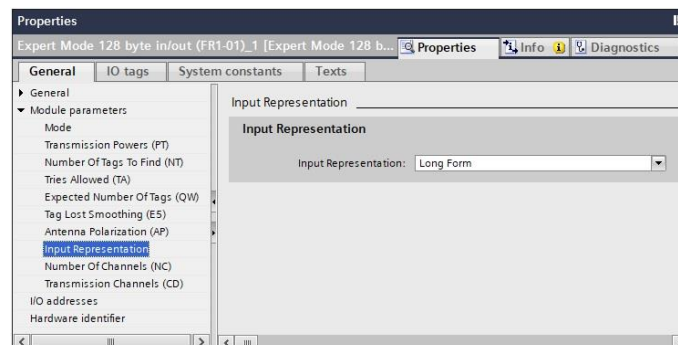 Properties
Expert Mode 128 byte in/out (FR1-01)_1 [Expert Mode 128 b...
Properties
Info
Diagnostics
General
IO tags
System constants
Texts
General
Module parameters
Mode
Transmission Powers (PT)
Number Of Tags To Find (NT)
Tries Allowed (TA)
Expected Number Of Tags (QW)
Tag Lost Smoothing (E5)
Antenna Polarization (AP)
Input Representation
Number Of Channels (NC)
Transmission Channels (CD)
I/O addresses
Hardware identifier
Input Representation
Input Representation
Input Representation: Long Form